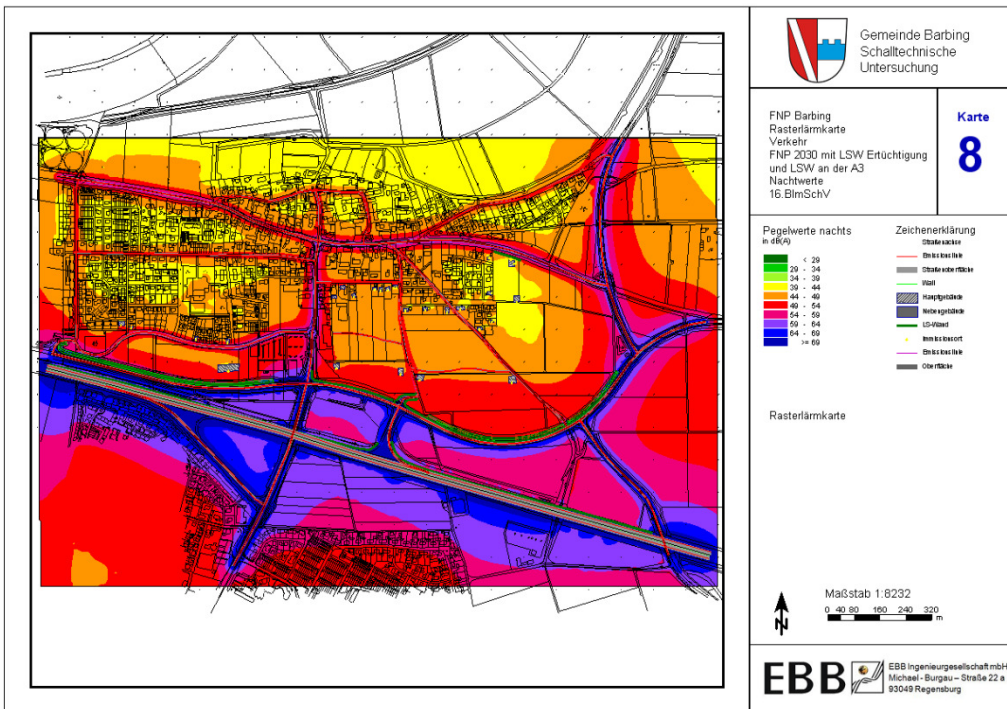 Gemeinde Barbing
Schalltechnische
Untersuchung
FNP Barbing
Rasterlärmkarte
Verkehr
FNP 2030 mit LSW Ertüchtigung
und LSW an der A3
Nachtwerte
16.BImSchV
Karte
8
Pegelwerte nachts
in dB(A)
< 29
29 - 34
34 - 39
39 - 44
44 - 49
49 - 54
54 - 59
59 - 64
64 - 69
>= 69
Zeichenerklärung
Straßenachse
Emissionslinie
Straßenoberfläche
Wall
Hauptgebäude
Nebengebäude
LS-Wand
Immissionsort
Emissionslinie
Oberfläche
Rasterlärmkarte
Maßstab 1:8232
0 40 80 160 240 320
m
N
EBB
EBB Ingenieurgesellschaft mbH
Michael - Burgau – Straße 22 a
93049 Regensburg